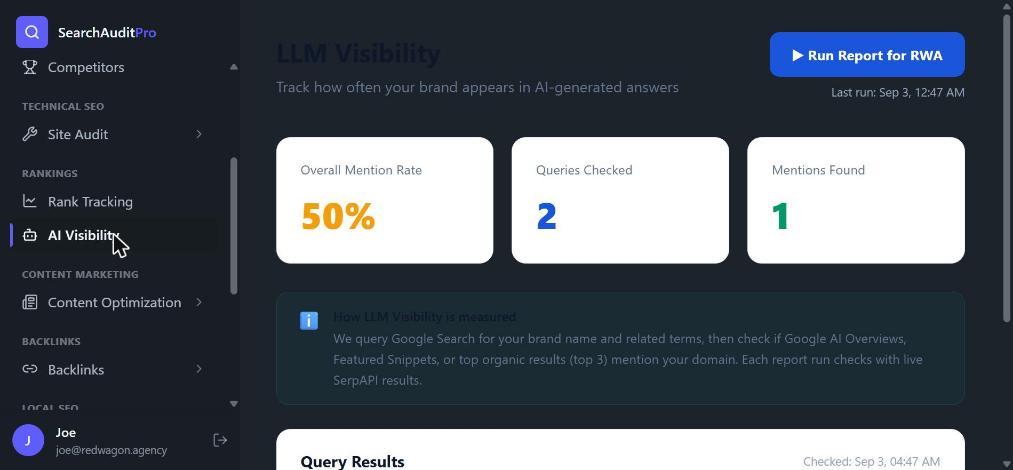 SearchAuditPro
Competitors
TECHNICAL SEO
Site Audit
RANKINGS
Rank Tracking
AI Visibility
CONTENT MARKETING
Content Optimization
BACKLINKS
Backlinks
LOCAL SEO
J
Joe
joe@redwagon.agency
LLM Visibility
Track how often your brand appears in AI-generated answers
▶ Run Report for RWA
Last run: Sep 3, 12:47 AM
Overall Mention Rate
50%
Queries Checked
2
Mentions Found
1
How LLM Visibility is measured
We query Google Search for your brand name and related terms, then check if Google AI Overviews,
Featured Snippets, or top organic results (top 3) mention your domain. Each report run checks with live
SerpAPI results.
Query Results
Checked: Sep 3, 04:47 AM